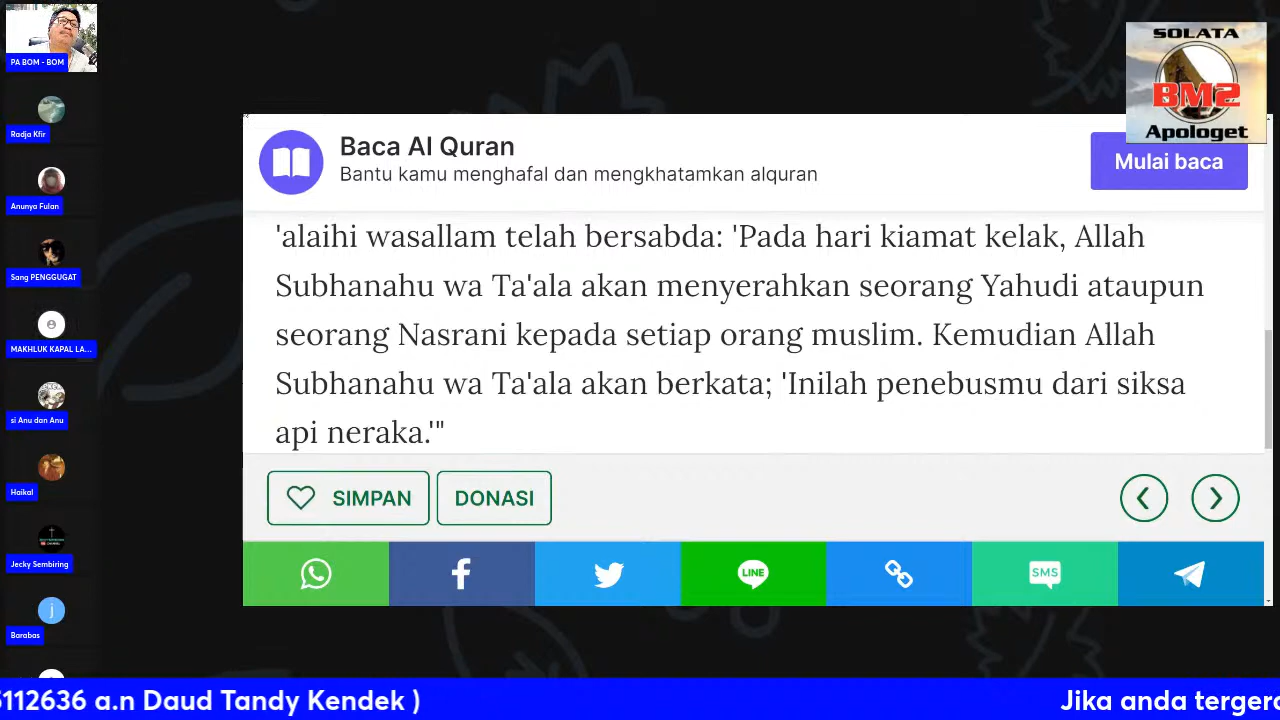 PA BOM - BOM
Radja Kfir
Anunya Fulan
Sang PENGGUGAT
MAKHLUK KAPAL LA...
si Anu dan Anu
Haikal
Jecky Sembiring
Barabas
SOLATA
BM2
Apologet
Baca Al Quran
Bantu kamu menghafal dan mengkhatamkan alquran
Mulai baca
'alaihi wasallam telah bersabda: 'Pada hari kiamat kelak, Allah
Subhanahu wa Ta'ala akan menyerahkan seorang Yahudi ataupun
seorang Nasrani kepada setiap orang muslim. Kemudian Allah
Subhanahu wa Ta'ala akan berkata; 'Inilah penebusmu dari siksa
api neraka.'"
SIMPAN
DONASI
LINE
SMS
5112636 a.n Daud Tandy Kendek )
Jika anda tergera